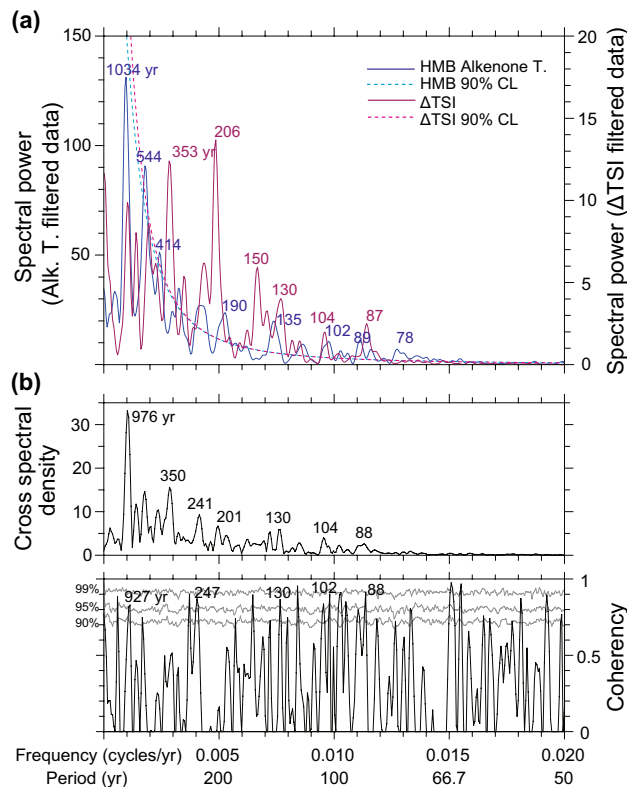 (a)
150
100
50
Spectral power
(Alk. T. filtered data)
20
15
10
5
0
Spectral power (ΔTSI filtered data)
HMB Alkenone T.
HMB 90% CL
ΔTSI
ΔTSI 90% CL
1034 yr
544
414
353 yr
206
190
150
130
135
104
102
89
87
78
(b)
30
20
10
0
Cross spectral
density
976 yr
350
241
201
130
104
88
99%
95%
90%
927 yr
247
130
102
88
1
0.5
0
Coherency
Frequency (cycles/yr) 0.005 0.010 0.015 0.020
Period (yr) 200 100 66.7 50